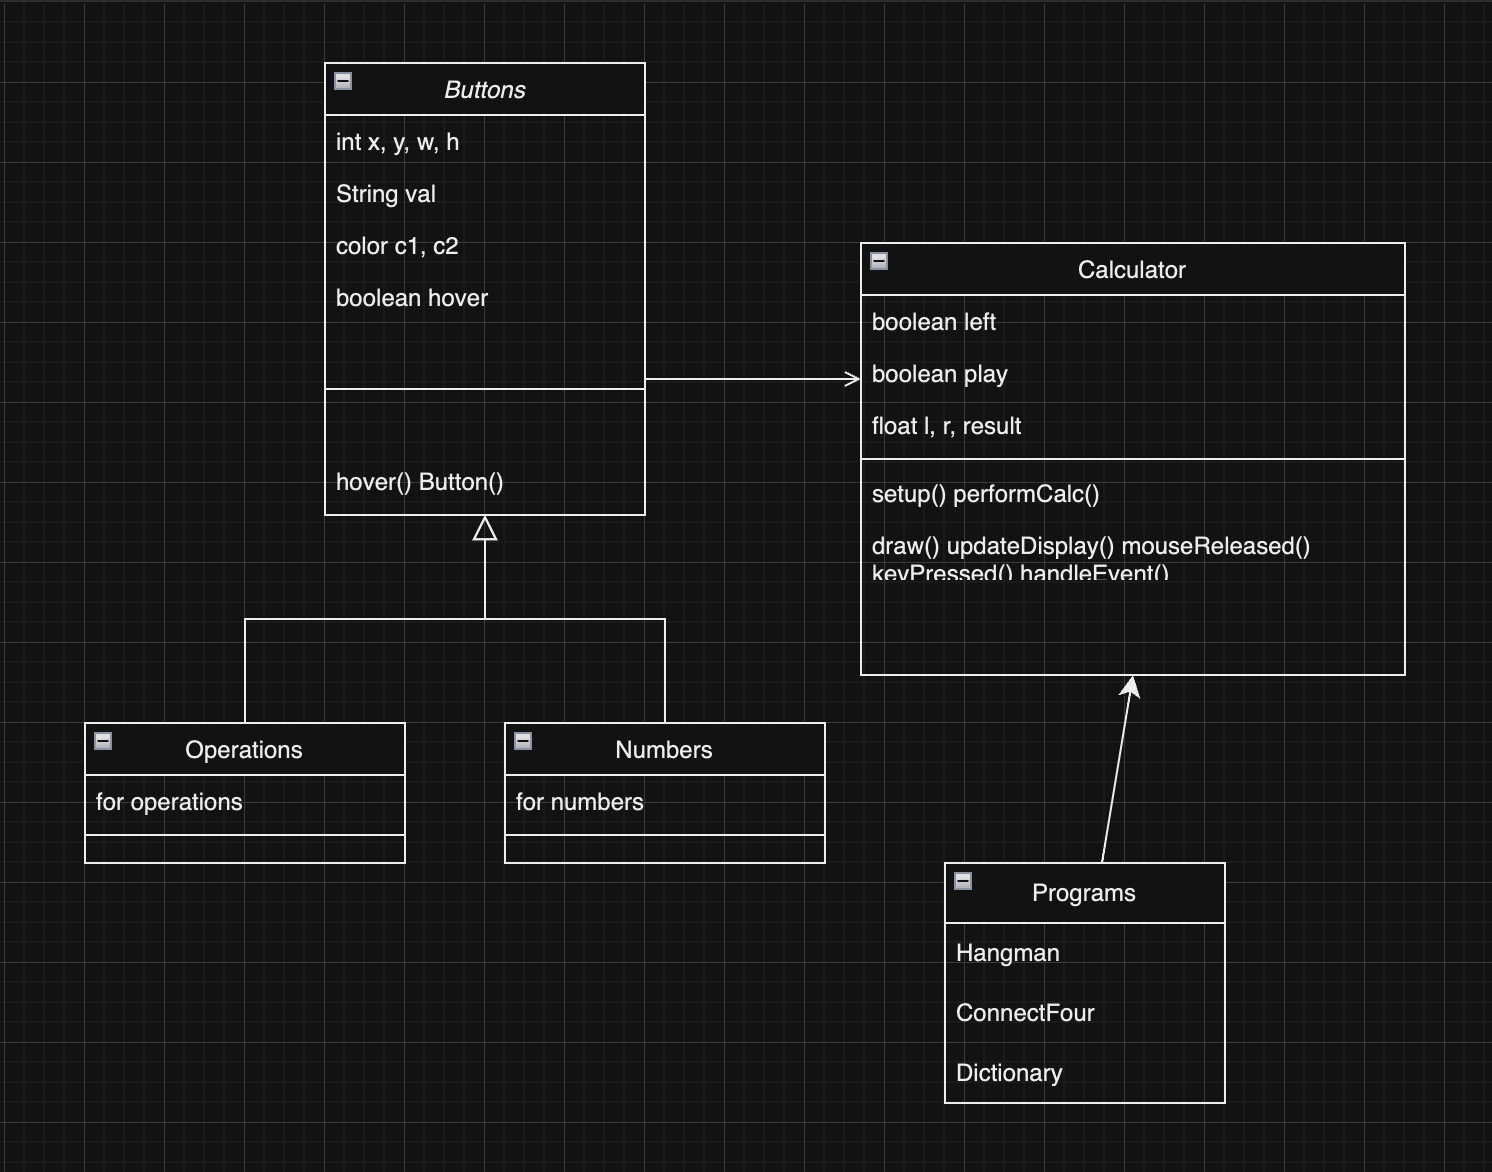 Buttons
int x, y, w, h
String val
color c1, c2
boolean hover
hover() Button()
Calculator
boolean left
boolean play
float l, r, result
setup() performCalc()
draw() updateDisplay() mouseReleased()
keyPressed() handleEvent()
Operations
for operations
Numbers
for numbers
Programs
Hangman
ConnectFour
Dictionary